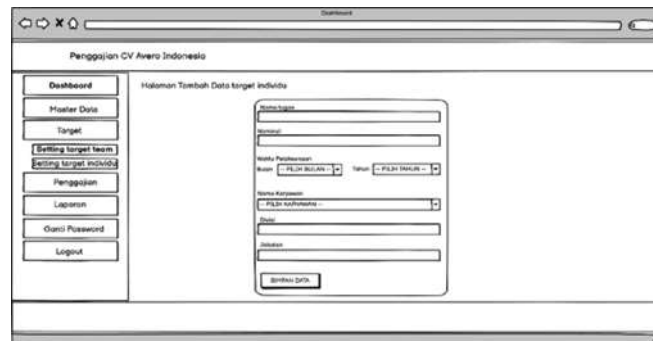 Dashboard
Penggajian CV Avero Indonesia
Dashboard
Master Data
Target
Setting target team
Setting target individu
Penggajian
Laporan
Ganti Password
Logout
Halaman Tambah Data target individu
Nama tugas
Nominal
Waktu Pelaksanaan
Bulan -- PILIH BULAN -- Tahun -- PILIH TAHUN --
Nama Karyawan
-- PILIH KARYAWAN --
Divisi
Jabatan
SIMPAN DATA